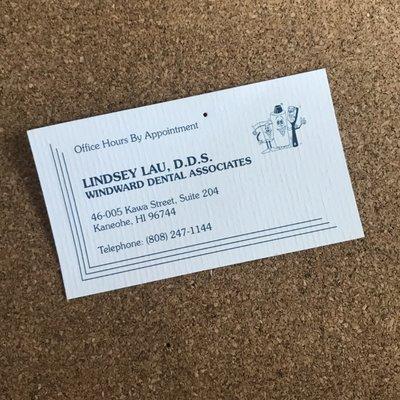 Office Hours By Appointment
LINDSEY LAU, D.D.S.
WINDWARD DENTAL ASSOCIATES
46-005 Kawa Street, Suite 204
Kaneohe, HI 96744
Telephone: (808) 247-1144